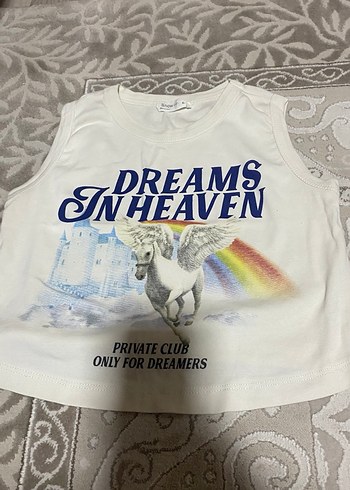 DREAMS
IN HEAVEN
PRIVATE CLUB
ONLY FOR DREAMERS